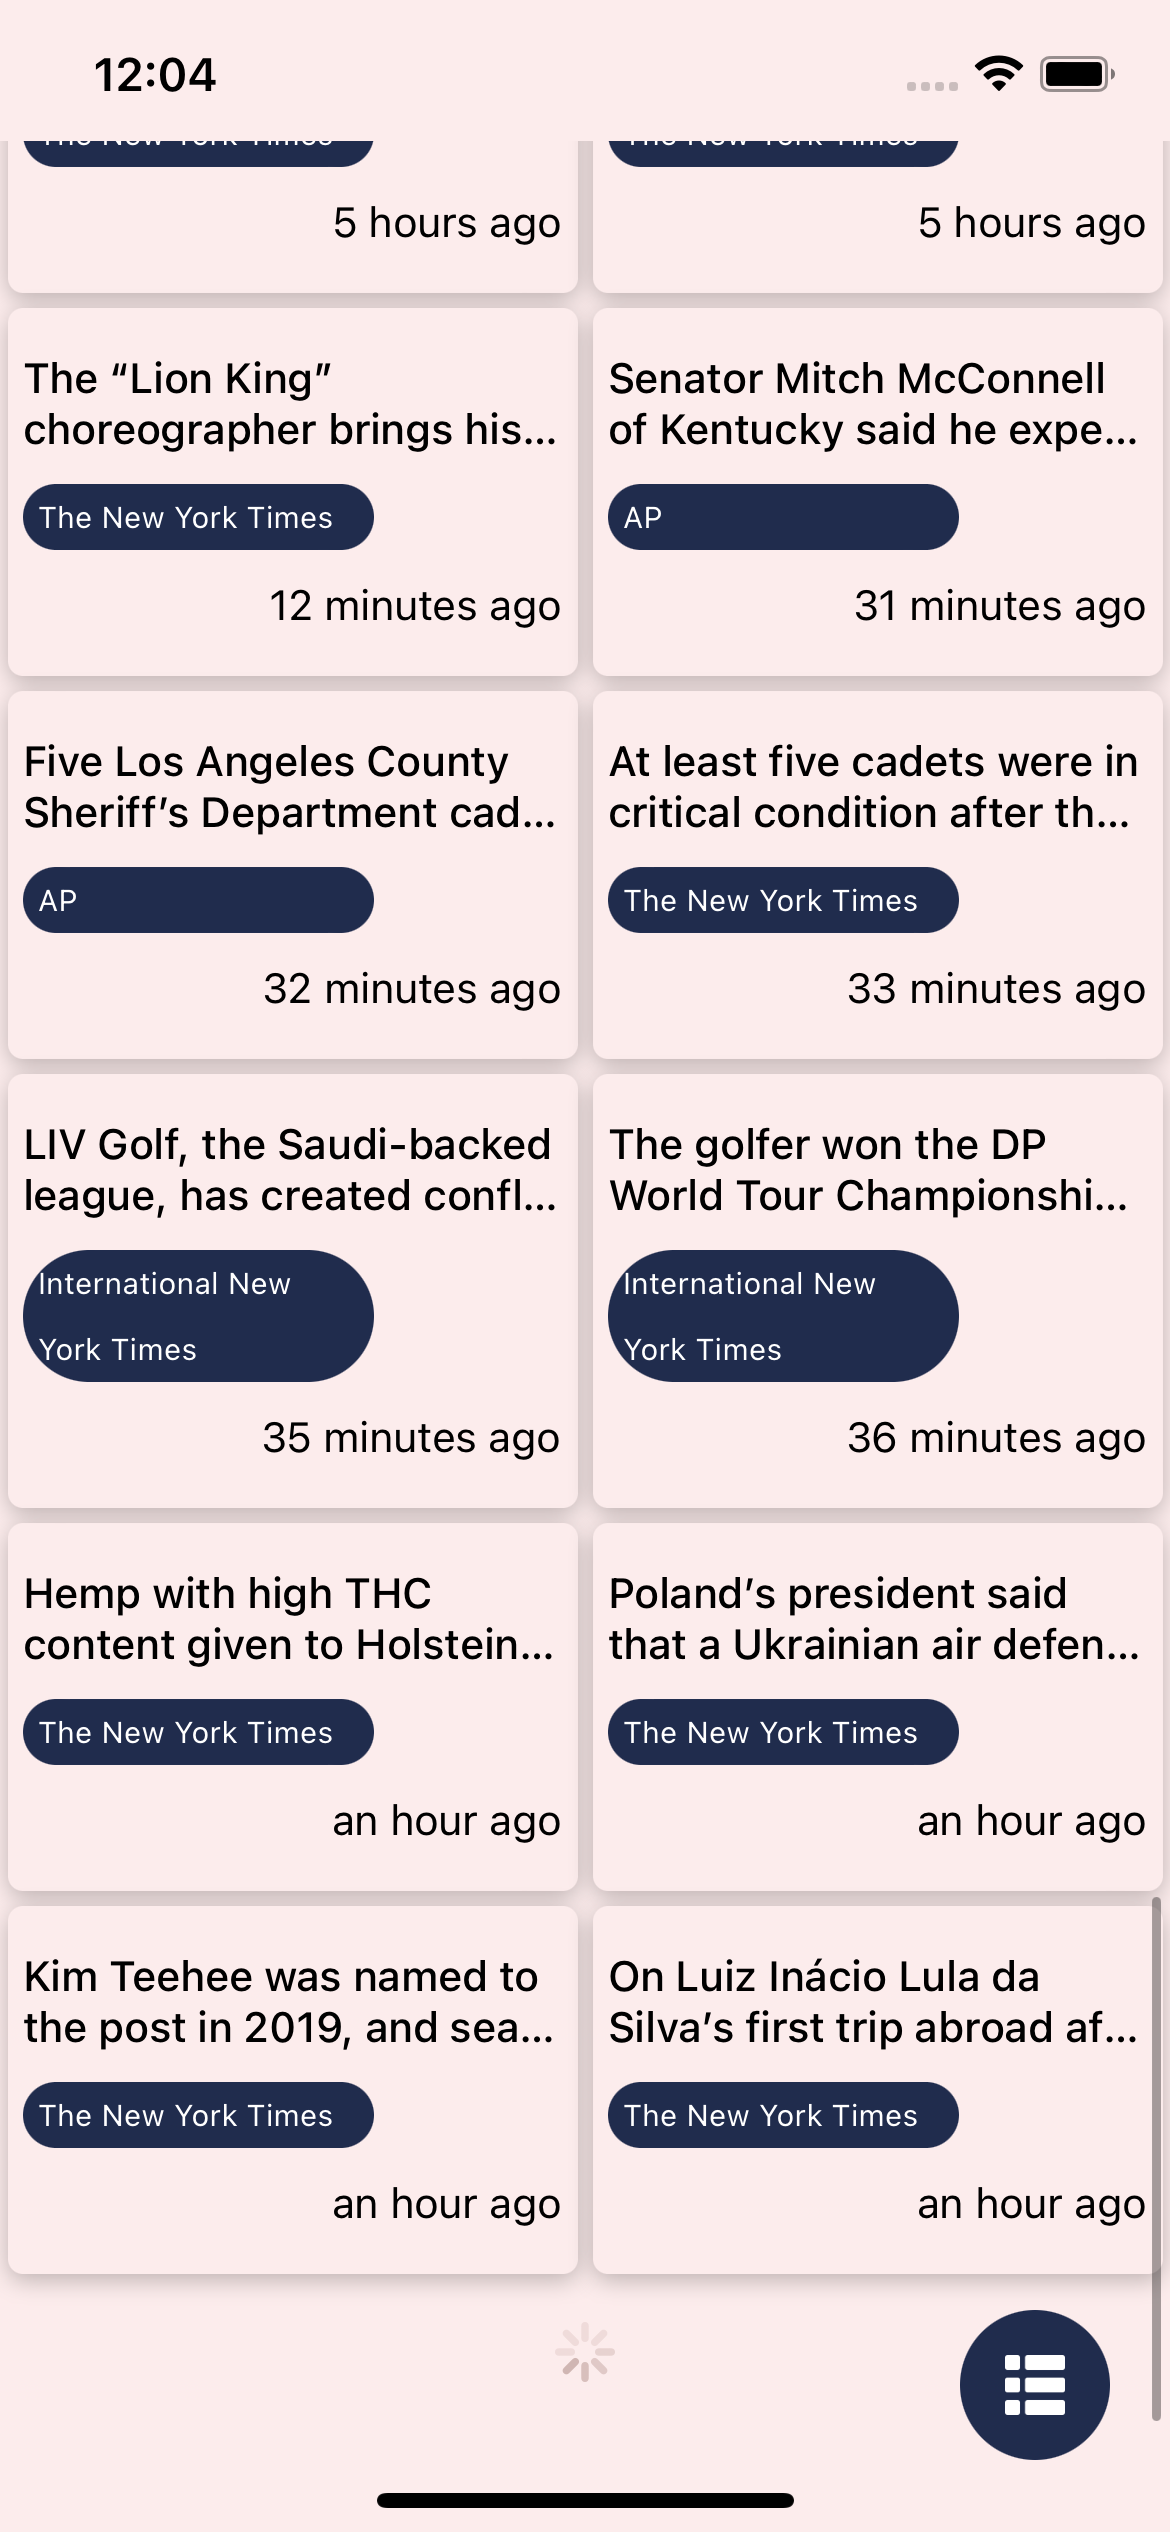 12:04
The New York Times
The New York Times
5 hours ago
5 hours ago
The “Lion King”
choreographer brings his...
The New York Times
12 minutes ago
Senator Mitch McConnell
of Kentucky said he expe...
AP
31 minutes ago
Five Los Angeles County
Sheriff’s Department cad...
AP
32 minutes ago
At least five cadets were in
critical condition after th...
The New York Times
33 minutes ago
LIV Golf, the Saudi-backed
league, has created confl...
International New
York Times
35 minutes ago
The golfer won the DP
World Tour Championshi...
International New
York Times
36 minutes ago
Hemp with high THC
content given to Holstein...
The New York Times
an hour ago
Poland’s president said
that a Ukrainian air defen...
The New York Times
an hour ago
Kim Teehee was named to
the post in 2019, and sea...
The New York Times
an hour ago
On Luiz Inácio Lula da
Silva’s first trip abroad af...
The New York Times
an hour ago